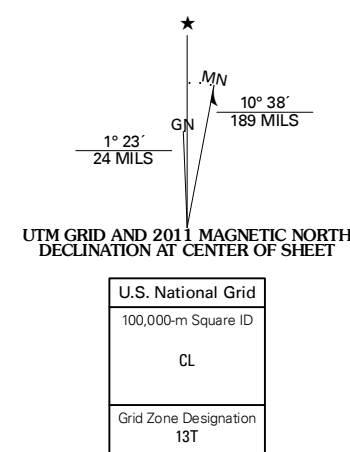 ★
MN
10° 38´
189 MILS
GN
1° 23´
24 MILS
UTM GRID AND 2011 MAGNETIC NORTH
DECLINATION AT CENTER OF SHEET
U.S. National Grid
100,000-m Square ID
CL
Grid Zone Designation
13T